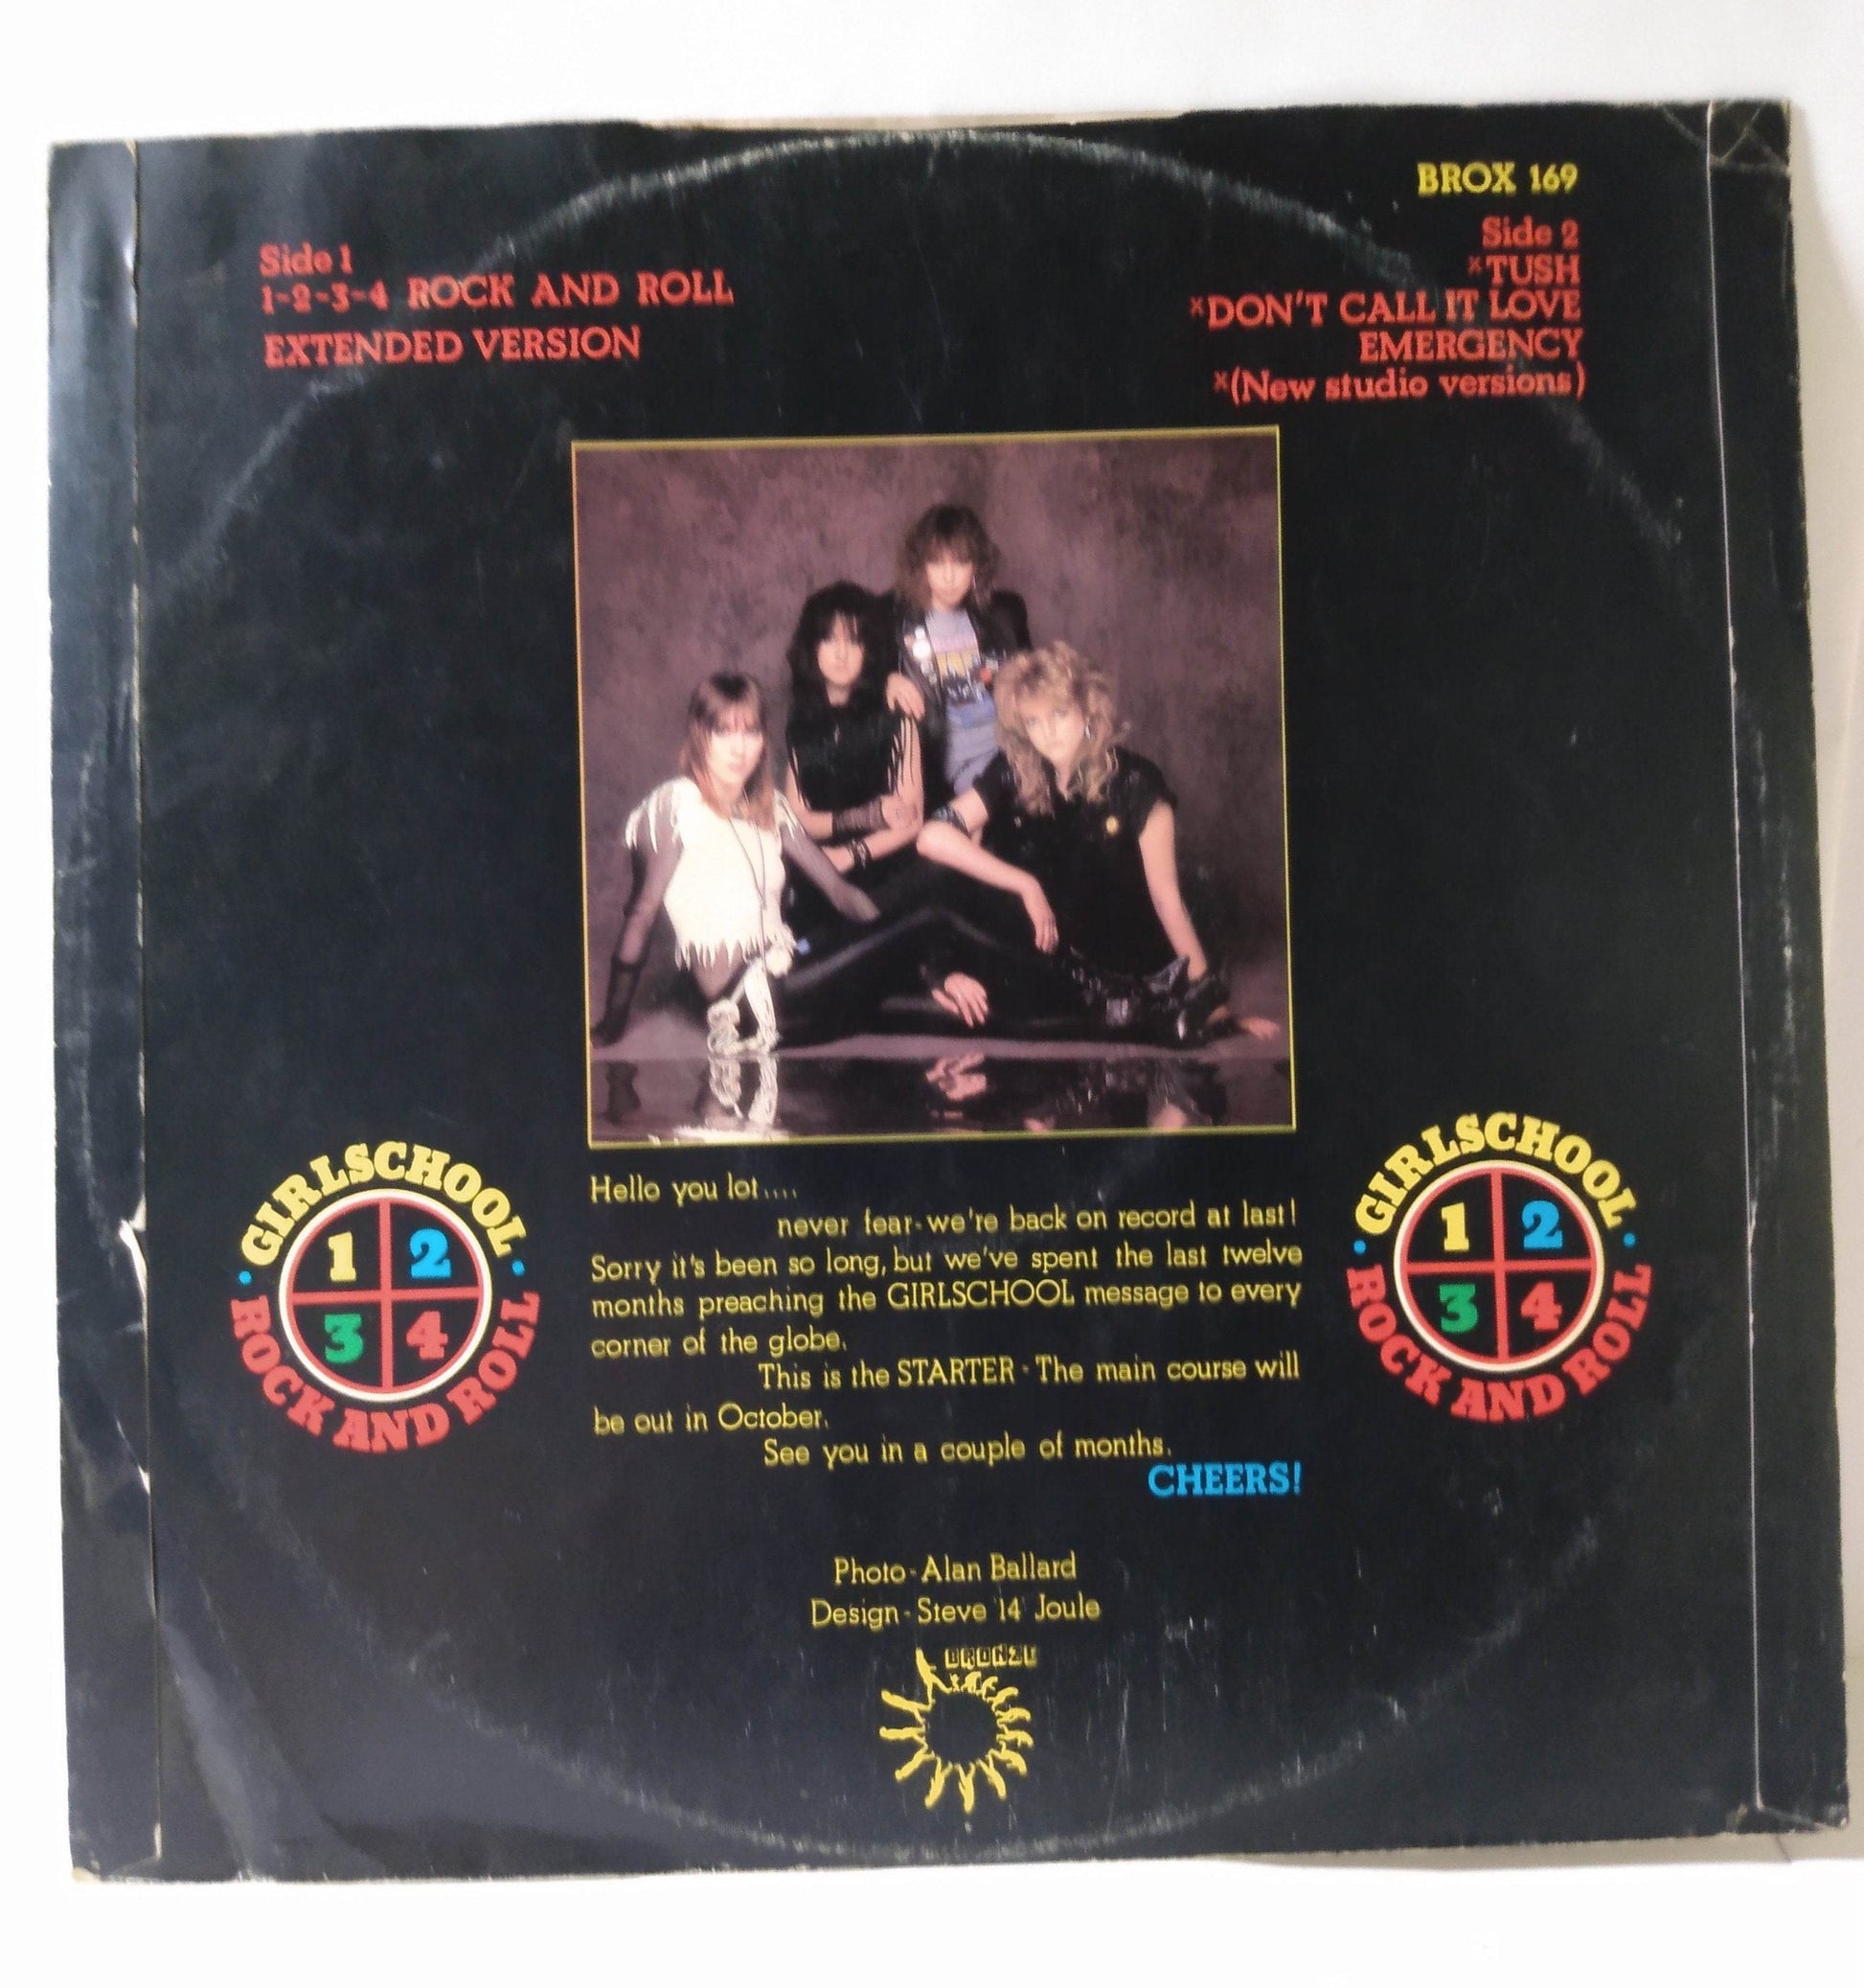 BROX 169
Side 1
1-2-3-4 ROCK AND ROLL
EXTENDED VERSION
Side 2
xTUSH
xDON'T CALL IT LOVE
EMERGENCY
x(New studio versions)
Hello you lot....
never fear-we're back on record at last!
Sorry it's been so long, but we've spent the last twelve
months preaching the GIRLSCHOOL message to every
corner of the globe.
This is the STARTER - The main course will
be out in October.
See you in a couple of months.
CHEERS!
· GIRLSCHOOL ·
1 2
3 4
ROCK AND ROLL
· GIRLSCHOOL ·
1 2
3 4
ROCK AND ROLL
Photo - Alan Ballard
Design - Steve '14' Joule
BRONZE